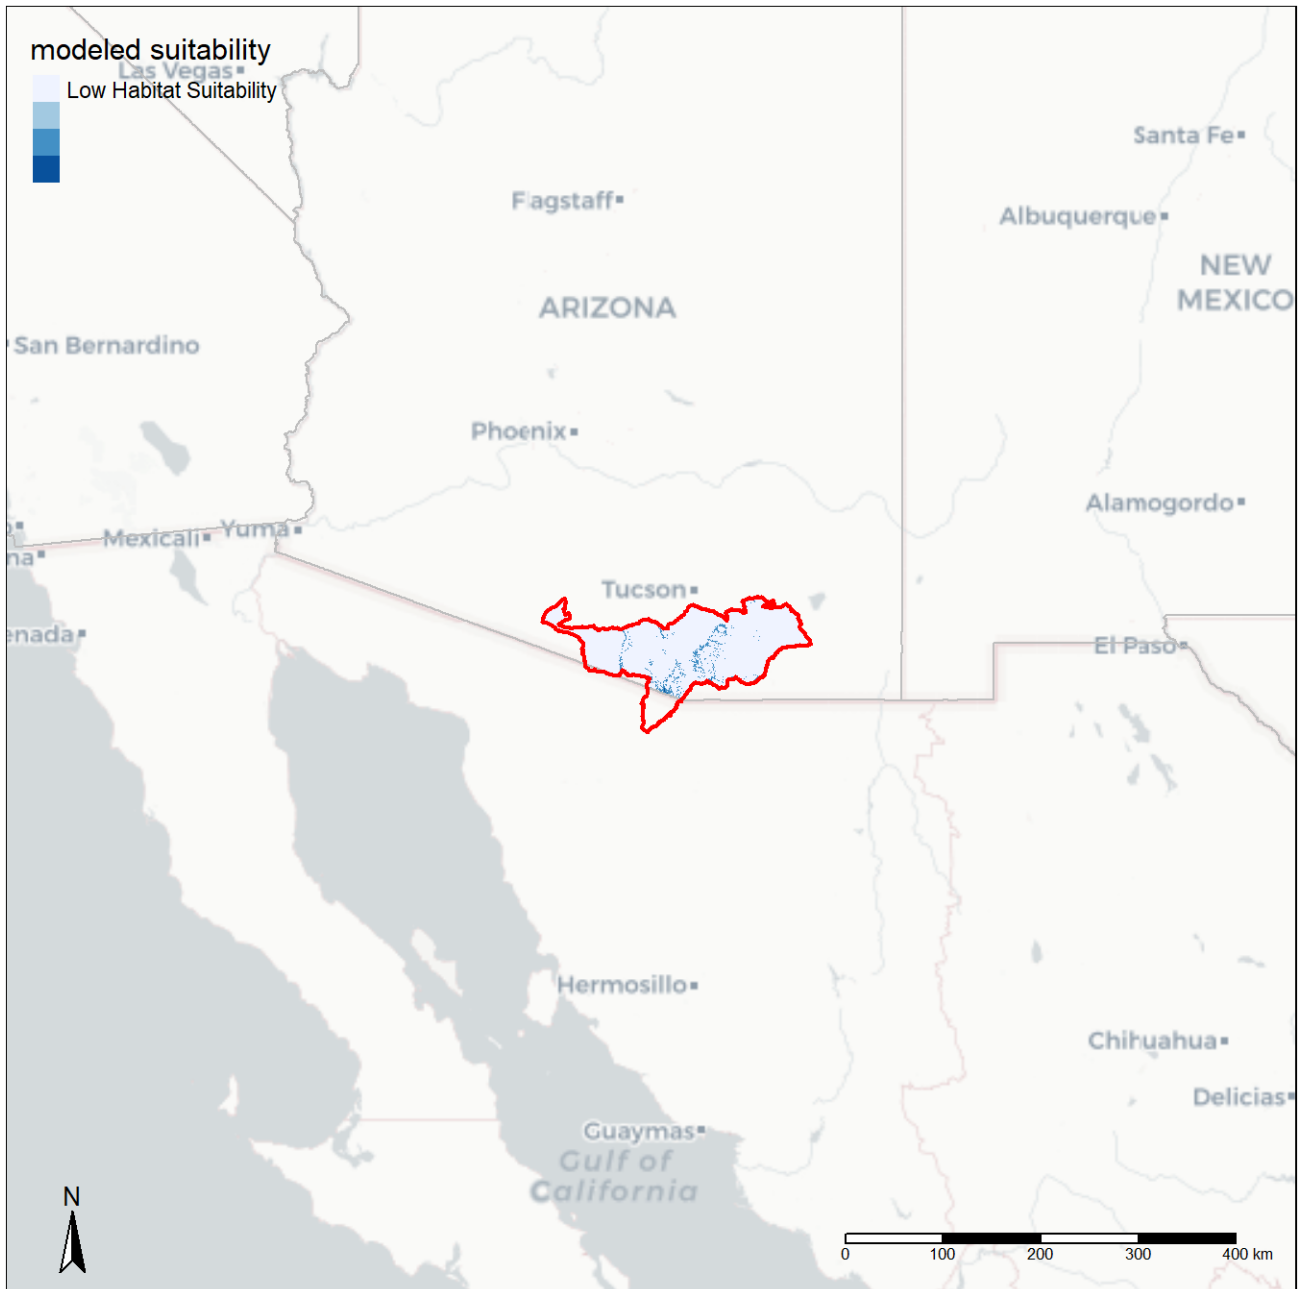 modeled suitability
Las Vegas
Low Habitat Suitability
Santa Fe
Flagstaff
Albuquerque
NEW
MEXICO
ARIZONA
San Bernardino
Phoenix
Alamogordo
Mexicali
Yuma
na
Tucson
enada
El Paso
Hermosillo
Chihuahua
Delicias
Guaymas
Gulf of
California
N
0 100 200 300 400 km